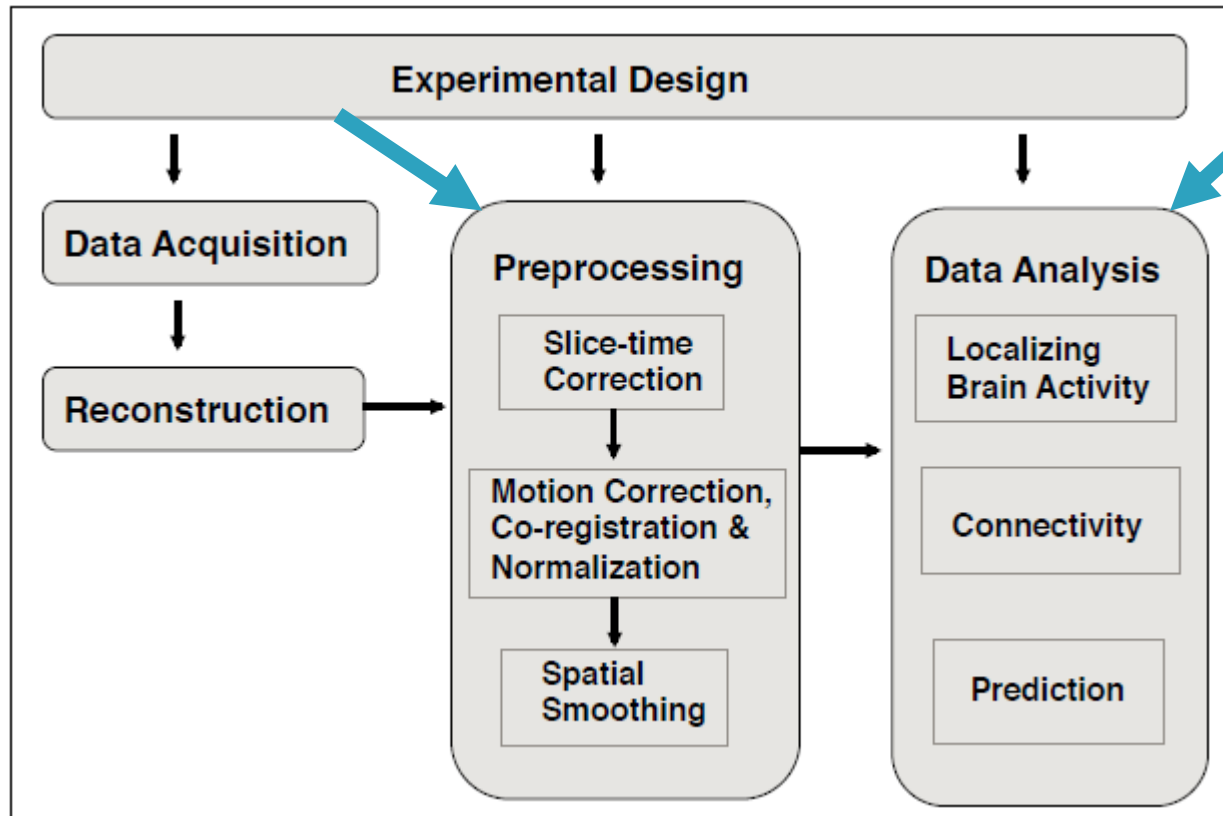 Experimental Design
Data Acquisition
Reconstruction
Preprocessing
Slice-time
Correction
Motion Correction,
Co-registration &
Normalization
Spatial
Smoothing
Data Analysis
Localizing
Brain Activity
Connectivity
Prediction